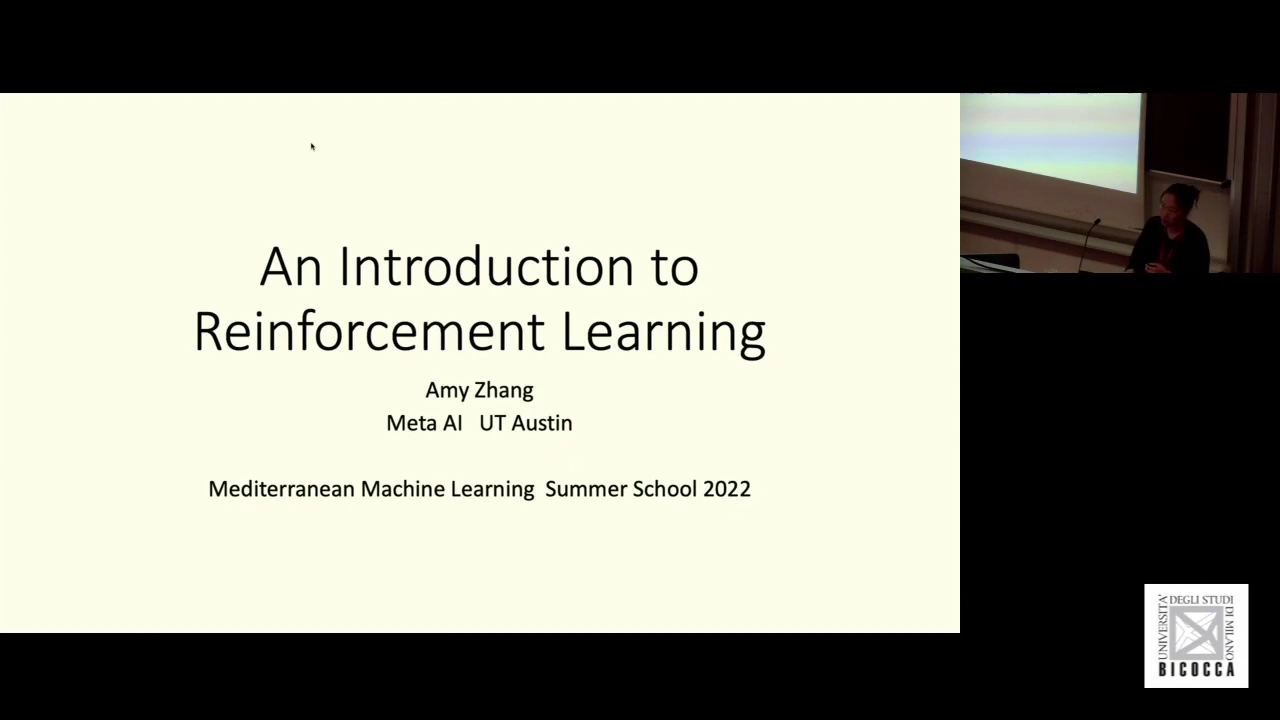 An Introduction to
Reinforcement Learning
Amy Zhang
Meta AI UT Austin
Mediterranean Machine Learning Summer School 2022
UNIVERSITA' DEGLI STUDI DI MILANO
BICOCCA